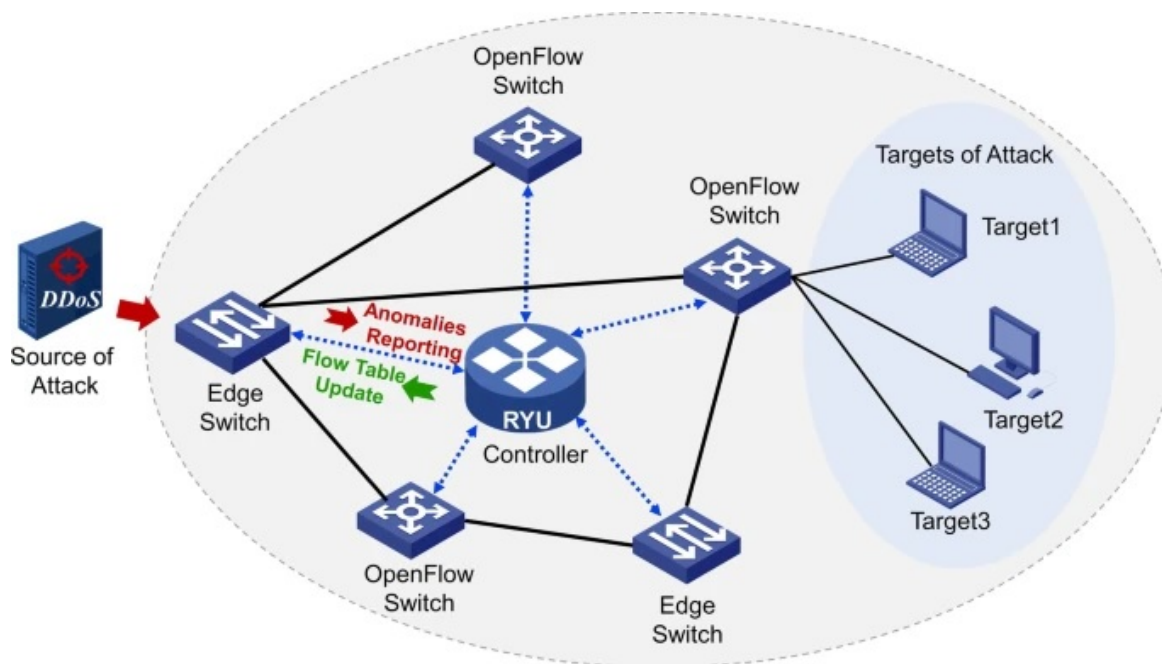 OpenFlow
Switch
Targets of Attack
OpenFlow
Switch
Target1
DDoS
Source of
Attack
Anomalies
Reporting
Flow Table
Update
Edge
Switch
RYU
Controller
Target2
Target3
OpenFlow
Switch
Edge
Switch